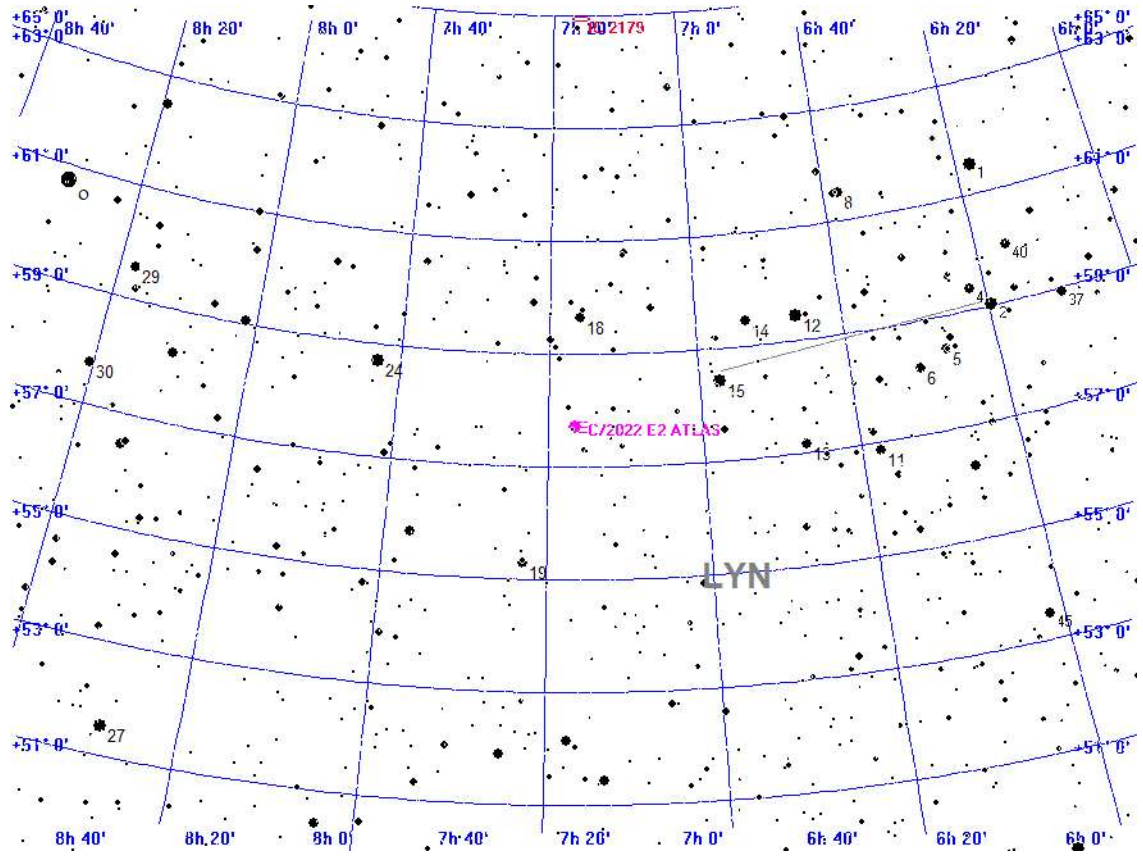 +65° 0'
8h 40'
8h 20'
8h 0'
7h 40'
7h 20'
7h 0'
6h 40'
6h 20'
6h 0'
+65° 0'
+63° 0'
+63° 0'
+61° 0'
+61° 0'
1
O
8
40
29
+59° 0'
+59° 0'
4
37
2
18
14
12
5
24
6
30
15
+57° 0'
+57° 0'
C/2022 E2 ATLAS
13
11
+55° 0'
+55° 0'
19
LYN
45
+53° 0'
+53° 0'
27
+51° 0'
+51° 0'
8h 40'
8h 20'
8h 0'
7h 40'
7h 20'
7h 0'
6h 40'
6h 20'
6h 0'